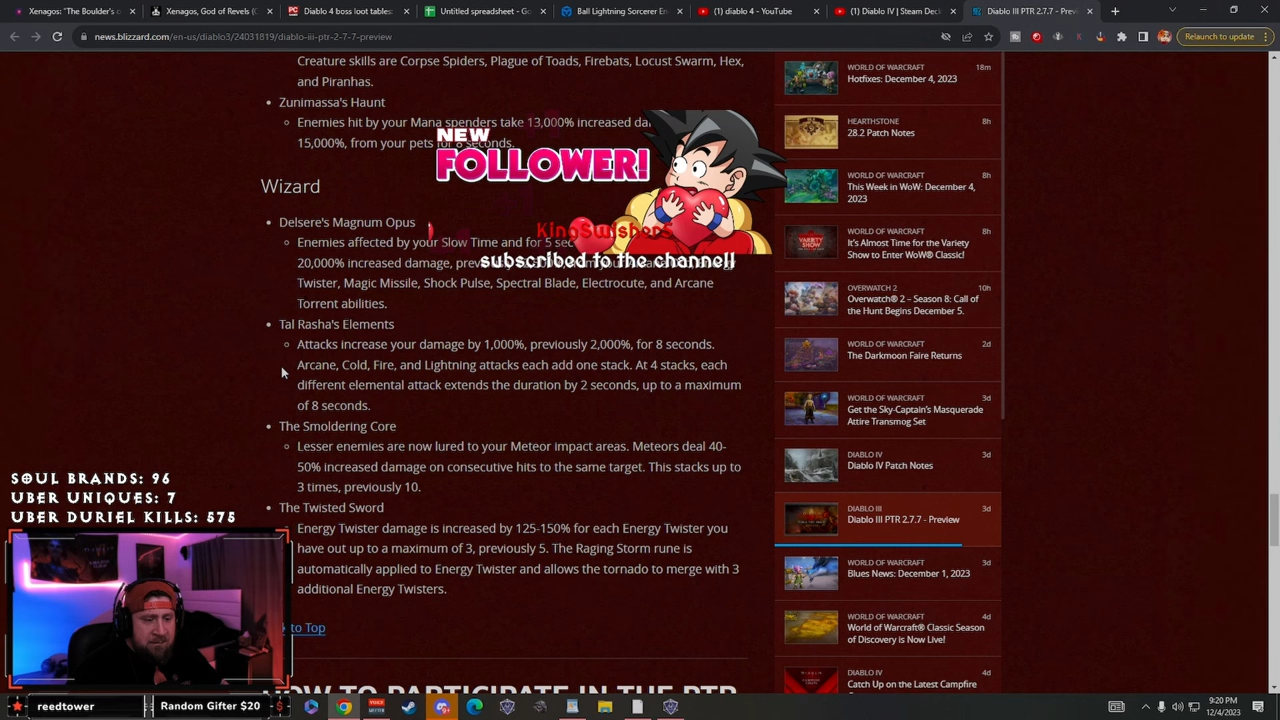 Xenagos "The Most
Xenagos, God of Revels (C
Diablo 4 boss loot tables:
Untitled spreadsheet - Go
Ball Lightning Sorcerer En
(1) diablo 4 - YouTube
(1) Diablo IV | Steam Deck
Diablo III PTR 2.7.7 - Prev
news.blizzard.com/en-us/diablo3/24031819/diablo-iii-ptr-2-7-7-preview
Relaunch to update
Creature skills are Corpse Spiders, Plague of Toads, Firebats, Locust Swarm, Hex,
and Piranhas.
Zunimassa's Haunt
Enemies hit by your Mana spenders take 13,000% increased
15,000%, from your pets for 8 seconds.
NEW
FOLLOWER!
subscribed to the channel!
Wizard
Delsere's Magnum Opus
Enemies affected by your Slow Time and for 5
20,000% increased damage,
Twister, Magic Missile, Shock Pulse, Spectral Blade, Electrocute, and Arcane
Torrent abilities.
Tal Rasha's Elements
Attacks increase your damage by 1,000%, previously 2,000%, for 8 seconds.
Arcane, Cold, Fire, and Lightning attacks each add one stack. At 4 stacks, each
different elemental attack extends the duration by 2 seconds, up to a maximum
of 8 seconds.
The Smoldering Core
Lesser enemies are now lured to your Meteor impact areas. Meteors deal 40-
50% increased damage on consecutive hits to the same target. This stacks up to
3 times, previously 10.
The Twisted Sword
Energy Twister damage is increased by 125-150% for each Energy Twister you
have out up to a maximum of 3, previously 5. The Raging Storm rune is
automatically applied to Energy Twister and allows the tornado to merge with 3
additional Energy Twisters.
to Top
HOW TO PARTICIPATE IN THE PTR
WORLD OF WARCRAFT 18m
Hotfixes: December 4, 2023
HEARTHSTONE 8h
28.2 Patch Notes
WORLD OF WARCRAFT 8h
This Week in WoW: December 4,
2023
WORLD OF WARCRAFT 8h
It's Almost Time for the Variety
Show to Enter WoW® Classic!
OVERWATCH 2 10h
Overwatch® 2 – Season 8: Call of
the Hunt Begins December 5.
WORLD OF WARCRAFT 2d
The Darkmoon Faire Returns
WORLD OF WARCRAFT 3d
Get the Sky-Captain's Masquerade
Attire Transmog Set
DIABLO IV 3d
Diablo IV Patch Notes
DIABLO III 3d
Diablo III PTR 2.7.7 - Preview
WORLD OF WARCRAFT 3d
Blues News: December 1, 2023
WORLD OF WARCRAFT 4d
World of Warcraft® Classic Season
of Discovery is Now Live!
DIABLO IV 4d
Catch Up on the Latest Campfire
SOUL BRANDS: 96
UBER UNIQUES: 7
UBER DURIEL KILLS: 575
reedtower
Random Gifter $20
9:20 PM
12/4/2023